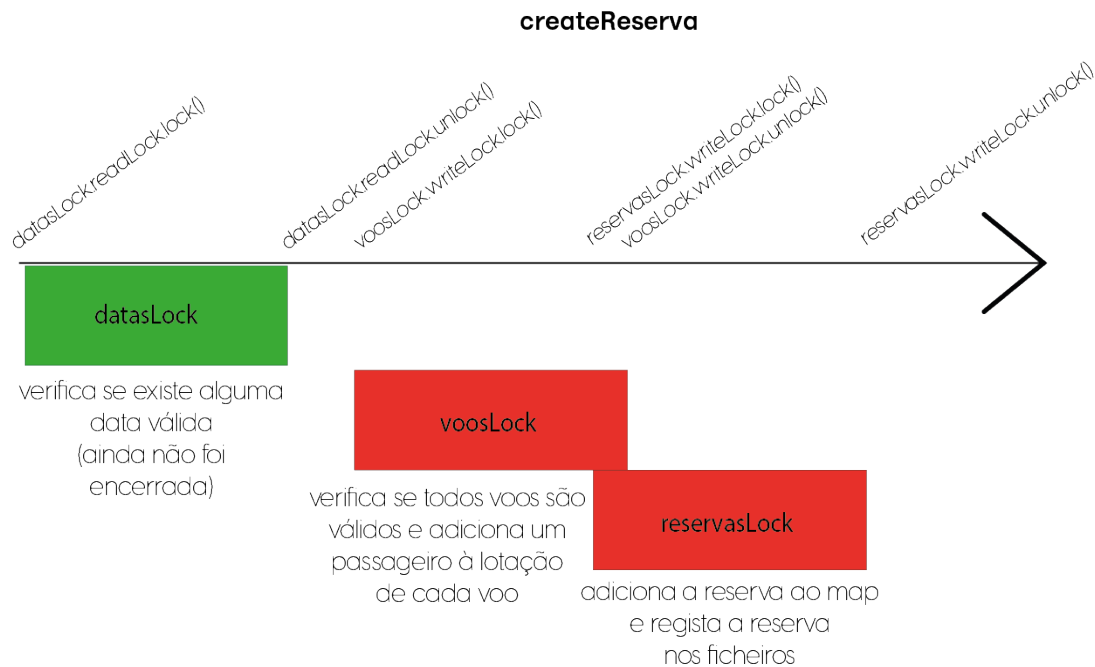 createReserva
datasLock.readLock.lock()
datasLock.readLock.unlock()
voosLock.writeLock.lock()
reservasLock.writeLock.lock()
voosLock.writeLock.unlock()
reservasLock.writeLock.unlock()
datasLock
verifica se existe alguma
data válida
(ainda não foi
encerrada)
voosLock
verifica se todos voos são
válidos e adiciona um
passageiro à lotação
de cada voo
reservasLock
adiciona a reserva ao map
e regista a reserva
nos ficheiros